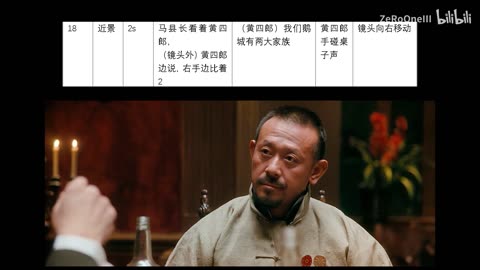 ZeRoOneIII bilibili
18 近景 2s 马县长看着黄四 （黄四郎）我们鹅 黄四郎 镜头向右移动
郎, 城有两大家族 手碰桌
（镜头外）黄四郎 子声
边说, 右手边比着
2